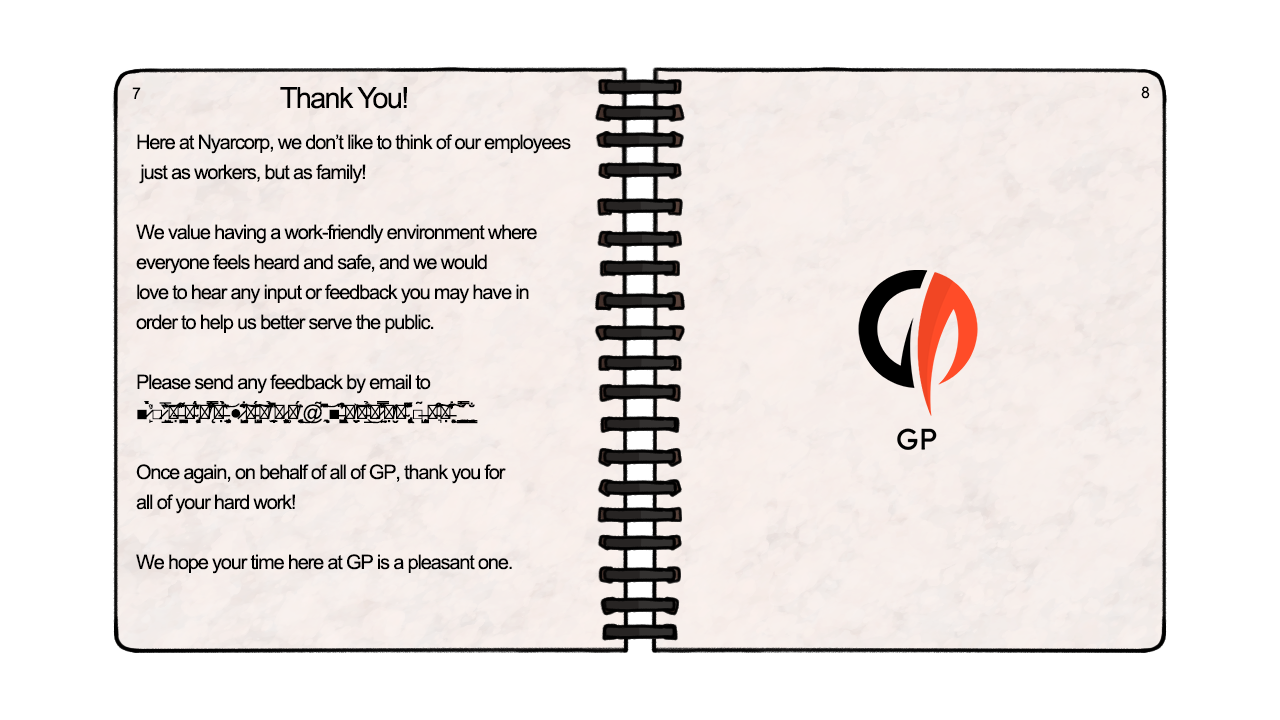 7
Thank You!
Here at Nyarcorp, we don't like to think of our employees
just as workers, but as family!
We value having a work-friendly environment where
everyone feels heard and safe, and we would
love to hear any input or feedback you may have in
order to help us better serve the public.
Please send any feedback by email to
Once again, on behalf of all of GP, thank you for
all of your hard work!
We hope your time here at GP is a pleasant one.
8
GP